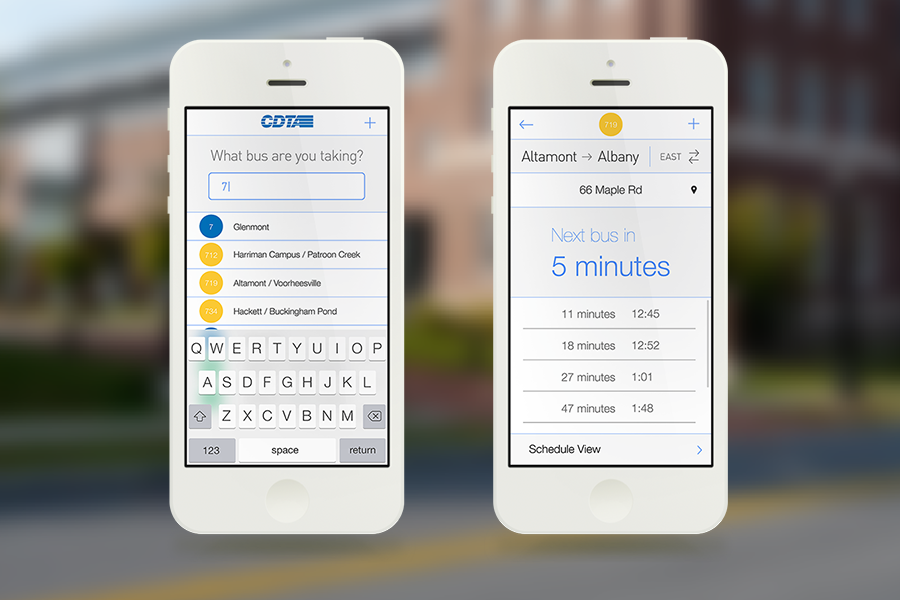 CDTA
What bus are you taking?
7
7 Glenmont
712 Harriman Campus / Patroon Creek
719 Altamont / Voorheesville
734 Hackett / Buckingham Pond
Q W E R T Y U I O P
A S D F G H J K L
Z X C V B N M
123 space return
719
Altamont → Albany EAST
66 Maple Rd
Next bus in
5 minutes
11 minutes 12:45
18 minutes 12:52
27 minutes 1:01
47 minutes 1:48
Schedule View